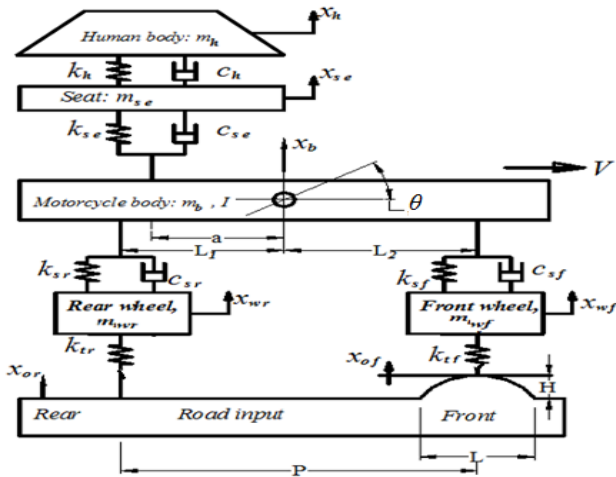 x_h
Human body: m_h
k_h
c_h
x_se
Seat: m_se
k_se
c_se
x_b
V
Motorcycle body: m_b , I
θ
a
L_1
L_2
k_sr
c_sr
k_sf
c_sf
Rear wheel,
m_wr
x_wr
Front wheel,
m_wf
x_wf
k_tr
k_tf
x_or
x_of
H
Rear
Road input
Front
L
P